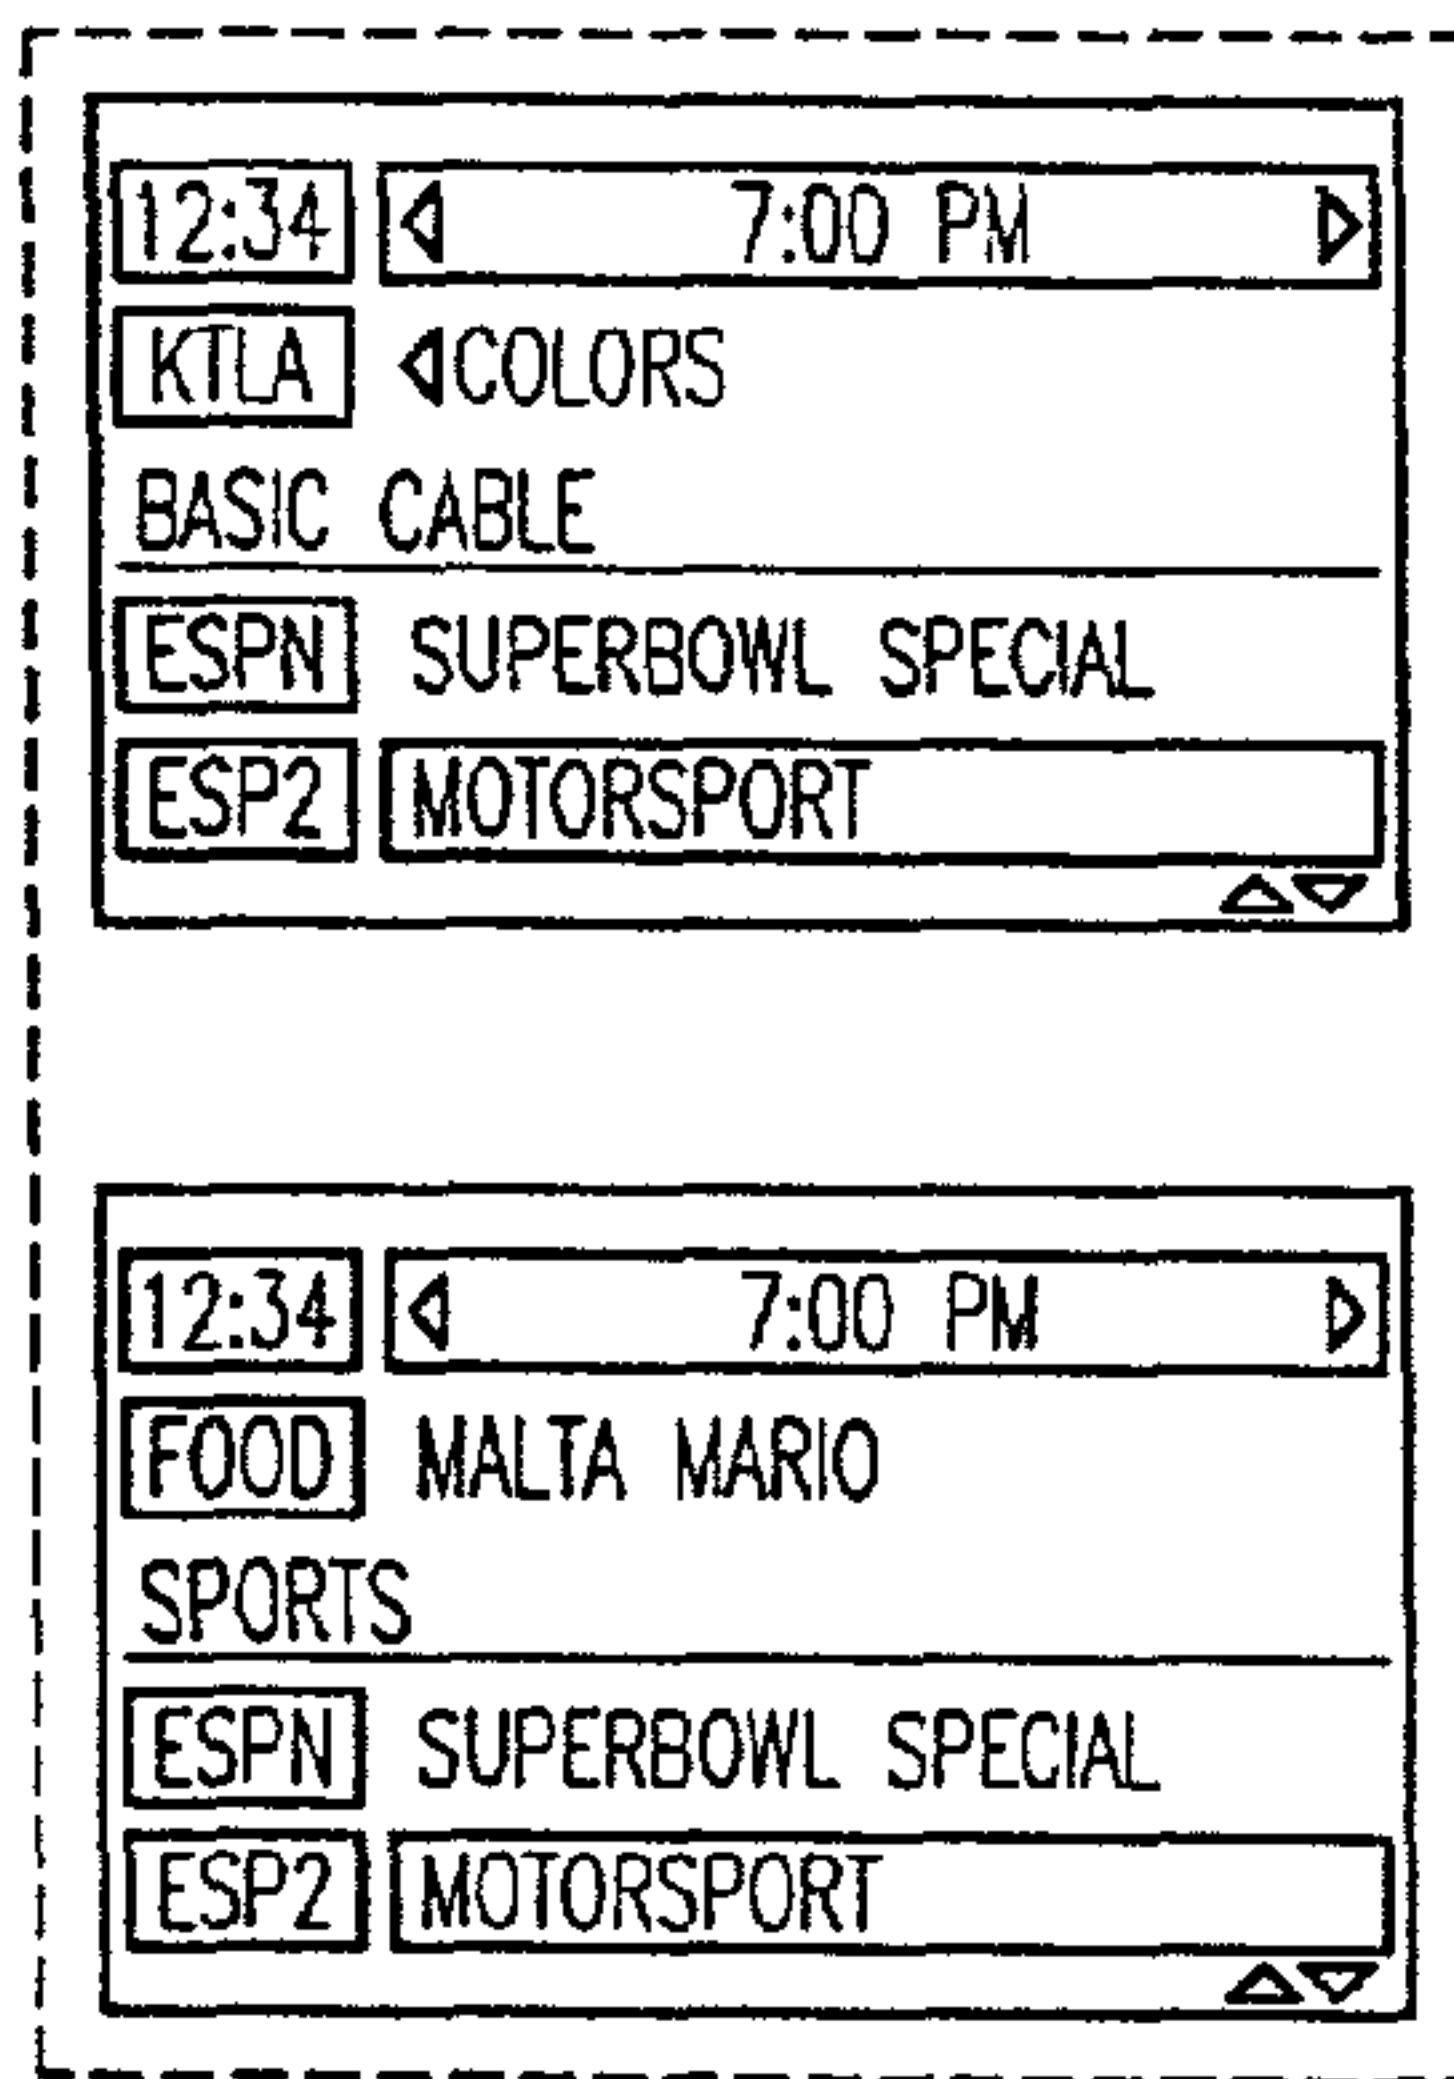 12:34 7:00 PM
KTLA COLORS
BASIC CABLE
ESPN SUPERBOWL SPECIAL
ESP2 MOTORSPORT
12:34 7:00 PM
FOOD MALTA MARIO
SPORTS
ESPN SUPERBOWL SPECIAL
ESP2 MOTORSPORT